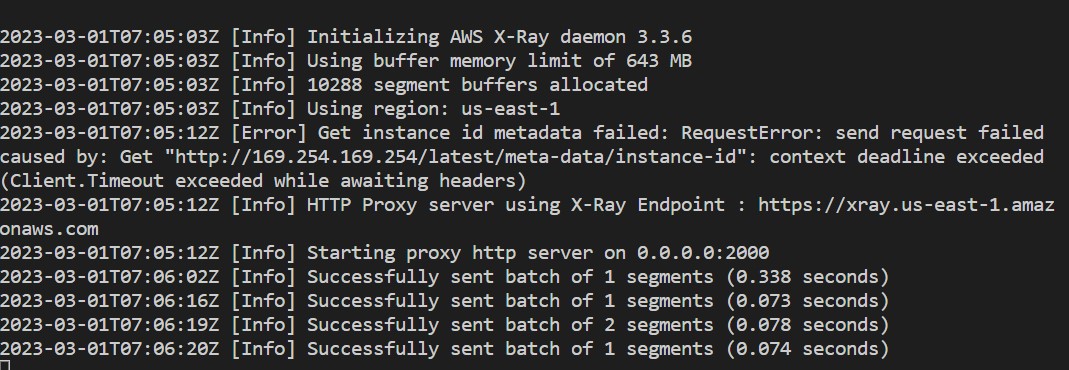 2023-03-01T07:05:03Z [Info] Initializing AWS X-Ray daemon 3.3.6
2023-03-01T07:05:03Z [Info] Using buffer memory limit of 643 MB
2023-03-01T07:05:03Z [Info] 10288 segment buffers allocated
2023-03-01T07:05:03Z [Info] Using region: us-east-1
2023-03-01T07:05:12Z [Error] Get instance id metadata failed: RequestError: send request failed
caused by: Get "http://169.254.169.254/latest/meta-data/instance-id": context deadline exceeded
(Client.Timeout exceeded while awaiting headers)
2023-03-01T07:05:12Z [Info] HTTP Proxy server using X-Ray Endpoint : https://xray.us-east-1.amaz
onaws.com
2023-03-01T07:05:12Z [Info] Starting proxy http server on 0.0.0.0:2000
2023-03-01T07:06:02Z [Info] Successfully sent batch of 1 segments (0.338 seconds)
2023-03-01T07:06:16Z [Info] Successfully sent batch of 1 segments (0.073 seconds)
2023-03-01T07:06:19Z [Info] Successfully sent batch of 2 segments (0.078 seconds)
2023-03-01T07:06:20Z [Info] Successfully sent batch of 1 segments (0.074 seconds)